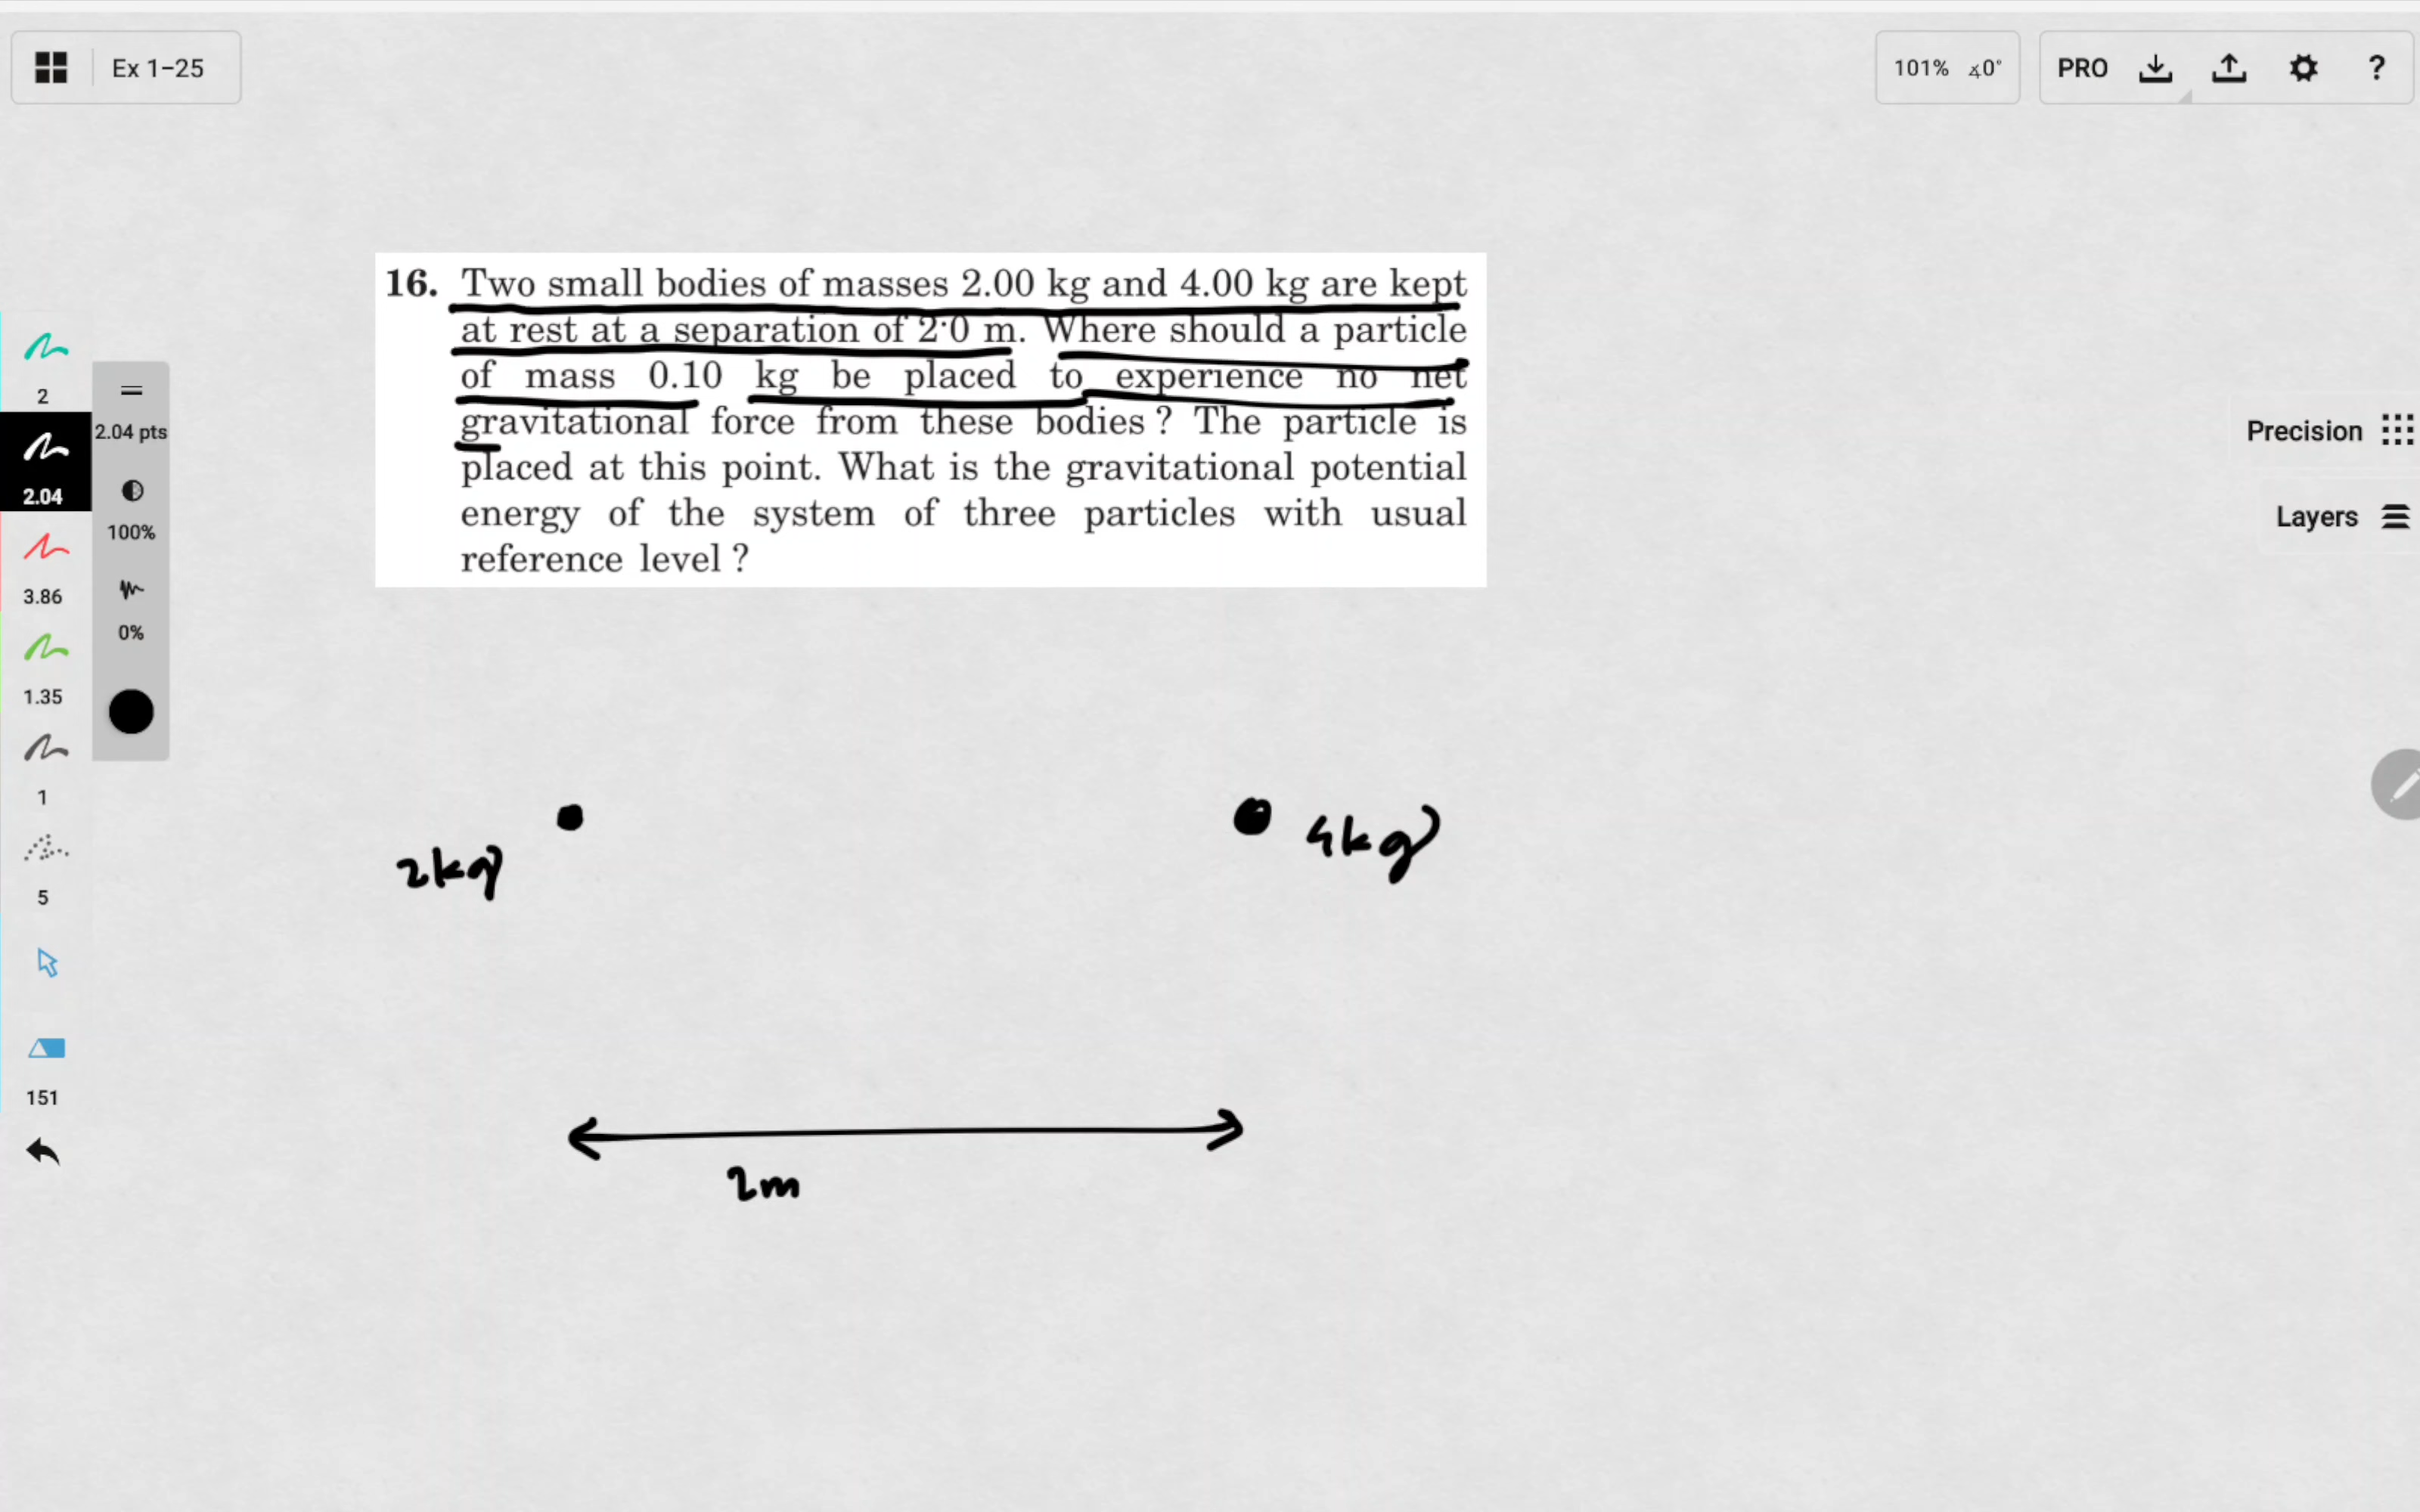 Ex 1-25
101% ∡0°
PRO
?
16. Two small bodies of masses 2.00 kg and 4.00 kg are kept
at rest at a separation of 2·0 m. Where should a particle
of mass 0.10 kg be placed to experience no net
gravitational force from these bodies ? The particle is
placed at this point. What is the gravitational potential
energy of the system of three particles with usual
reference level ?
2
2.04 pts
2.04
100%
3.86
0%
1.35
1
5
151
Precision
Layers
2kg
4kg
2m